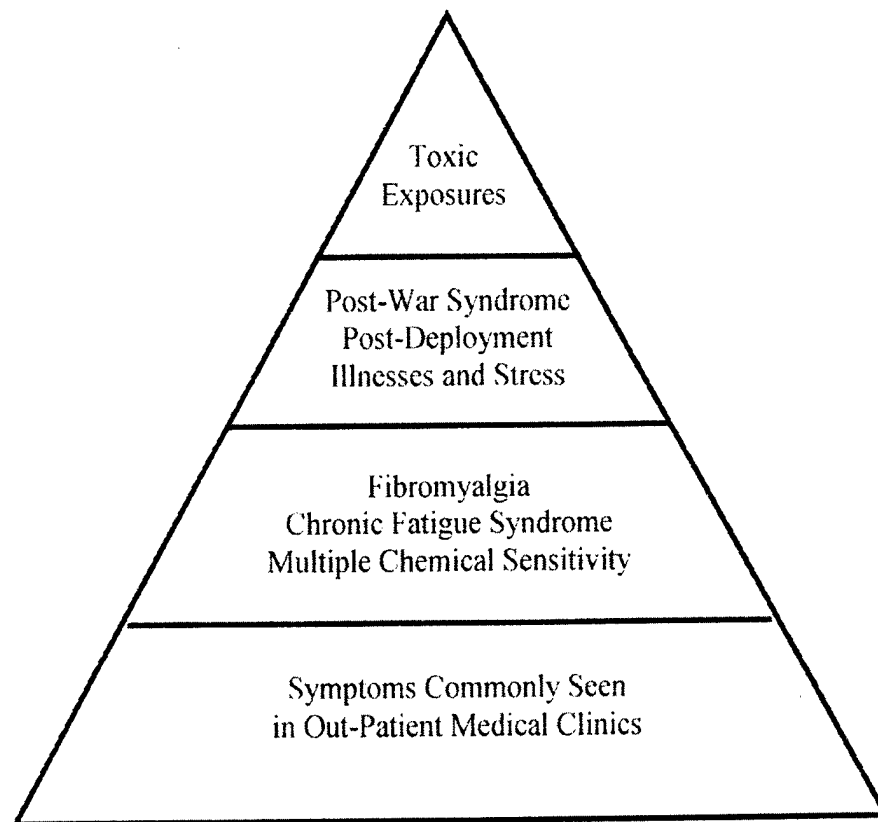 Toxic
Exposures
Post-War Syndrome
Post-Deployment
Illnesses and Stress
Fibromyalgia
Chronic Fatigue Syndrome
Multiple Chemical Sensitivity
Symptoms Commonly Seen
in Out-Patient Medical Clinics